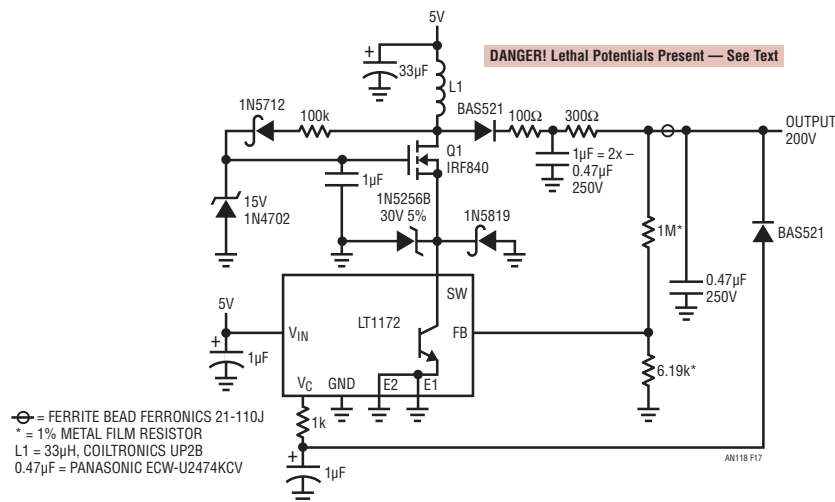 5V
DANGER! Lethal Potentials Present — See Text
+
33µF
L1
1N5712
100k
BAS521
100Ω
300Ω
OUTPUT
200V
Q1
IRF840
1µF
1µF = 2x –
0.47µF
250V
15V
1N4702
1N5256B
30V 5%
1N5819
1M*
BAS521
0.47µF
250V
5V
SW
LT1172
VIN
FB
+
1µF
VC
GND
E2
E1
6.19k*
1k
= FERRITE BEAD FERRONICS 21-110J
* = 1% METAL FILM RESISTOR
L1 = 33µH, COILTRONICS UP2B
0.47µF = PANASONIC ECW-U2474KCV
+
1µF
AN118 F17